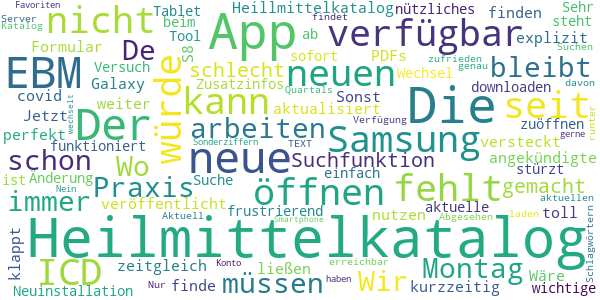 Favoriten
Server
Katalog
nicht
Tablet
beim
Tool
Heillmittelkatalog
App
De
S8
ab
nützliches
findet
finden
verfügbar
Sehr
steht
explizit
Suchen
Formular
Versuch
schlecht
sofort
PDFs
zufrieden
genau
EBM
Galaxy
Zusatzinfos
Quartals
neuen
Wechsel
bleibt
davon
covid
weiter
würde
kann
aktualisiert
Sonst
Die
downloaden
seit
Jetzt
Der
arbeiten
Verfügung
zuöffnen
runter
perfekt
wechselt
funktioniert
neue
Sonderziffern
TEXT
Samsung
versteckt
gerne
schon
Wo
Suchfunktion
angekündigte
ist
Änderung
Suche
einfach
stürzt
Praxis
öffnen
fehlt
gemacht
Nein
immer
veröffentlicht
Aktuell
frustrierend
Abgesehen
nutzen
aktuelle
toll
aktuellen
Schlagwörtern
klappt
Heilmittelkatalog
laden
ICD
zeitgleich
finde
Smartphone
ließen
Wir
Montag
Wäre
Neuinstallation
müssen
Nur
Konto
haben
erreichbar
kurzzeitig
wichtige